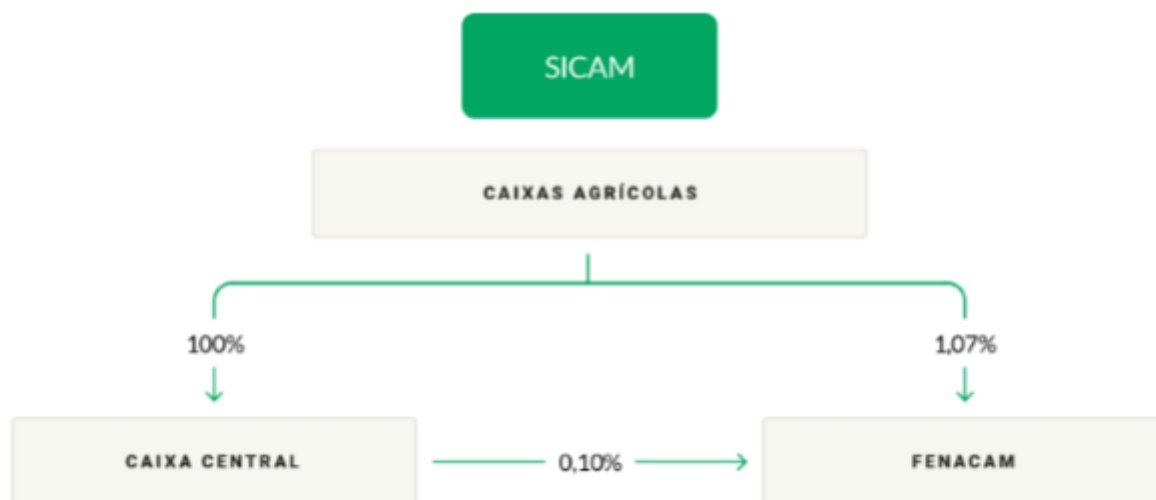 SICAM
CAIXAS AGRÍCOLAS
100%
1,07%
CAIXA CENTRAL
0,10%
FENACAM